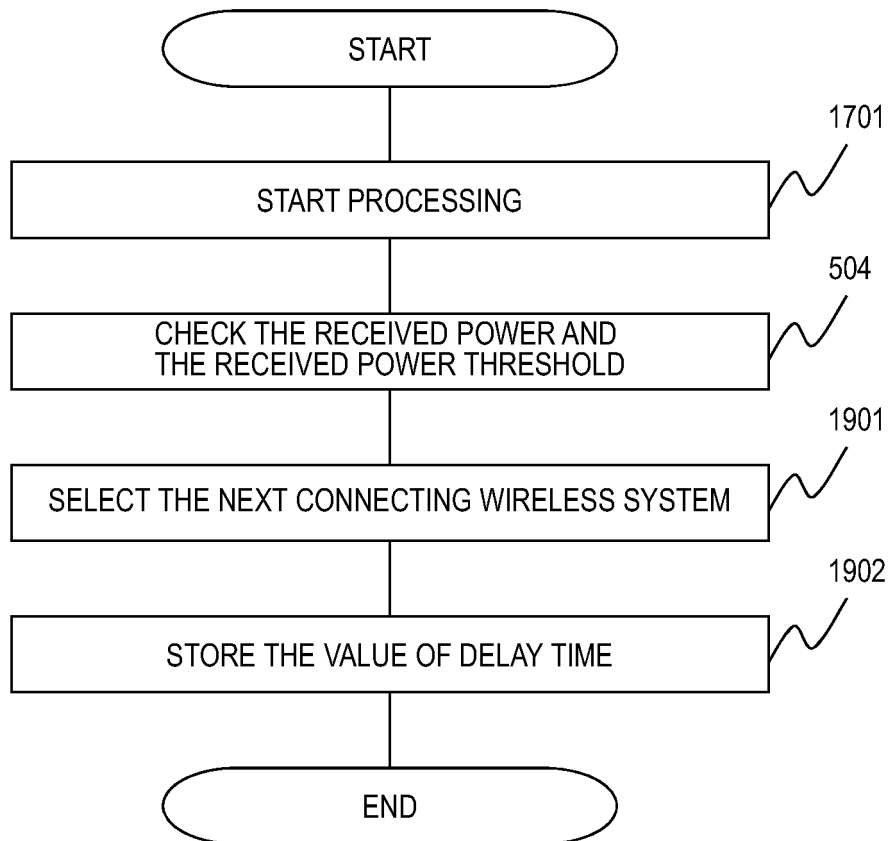 START
1701
START PROCESSING
504
CHECK THE RECEIVED POWER AND
THE RECEIVED POWER THRESHOLD
1901
SELECT THE NEXT CONNECTING WIRELESS SYSTEM
1902
STORE THE VALUE OF DELAY TIME
END